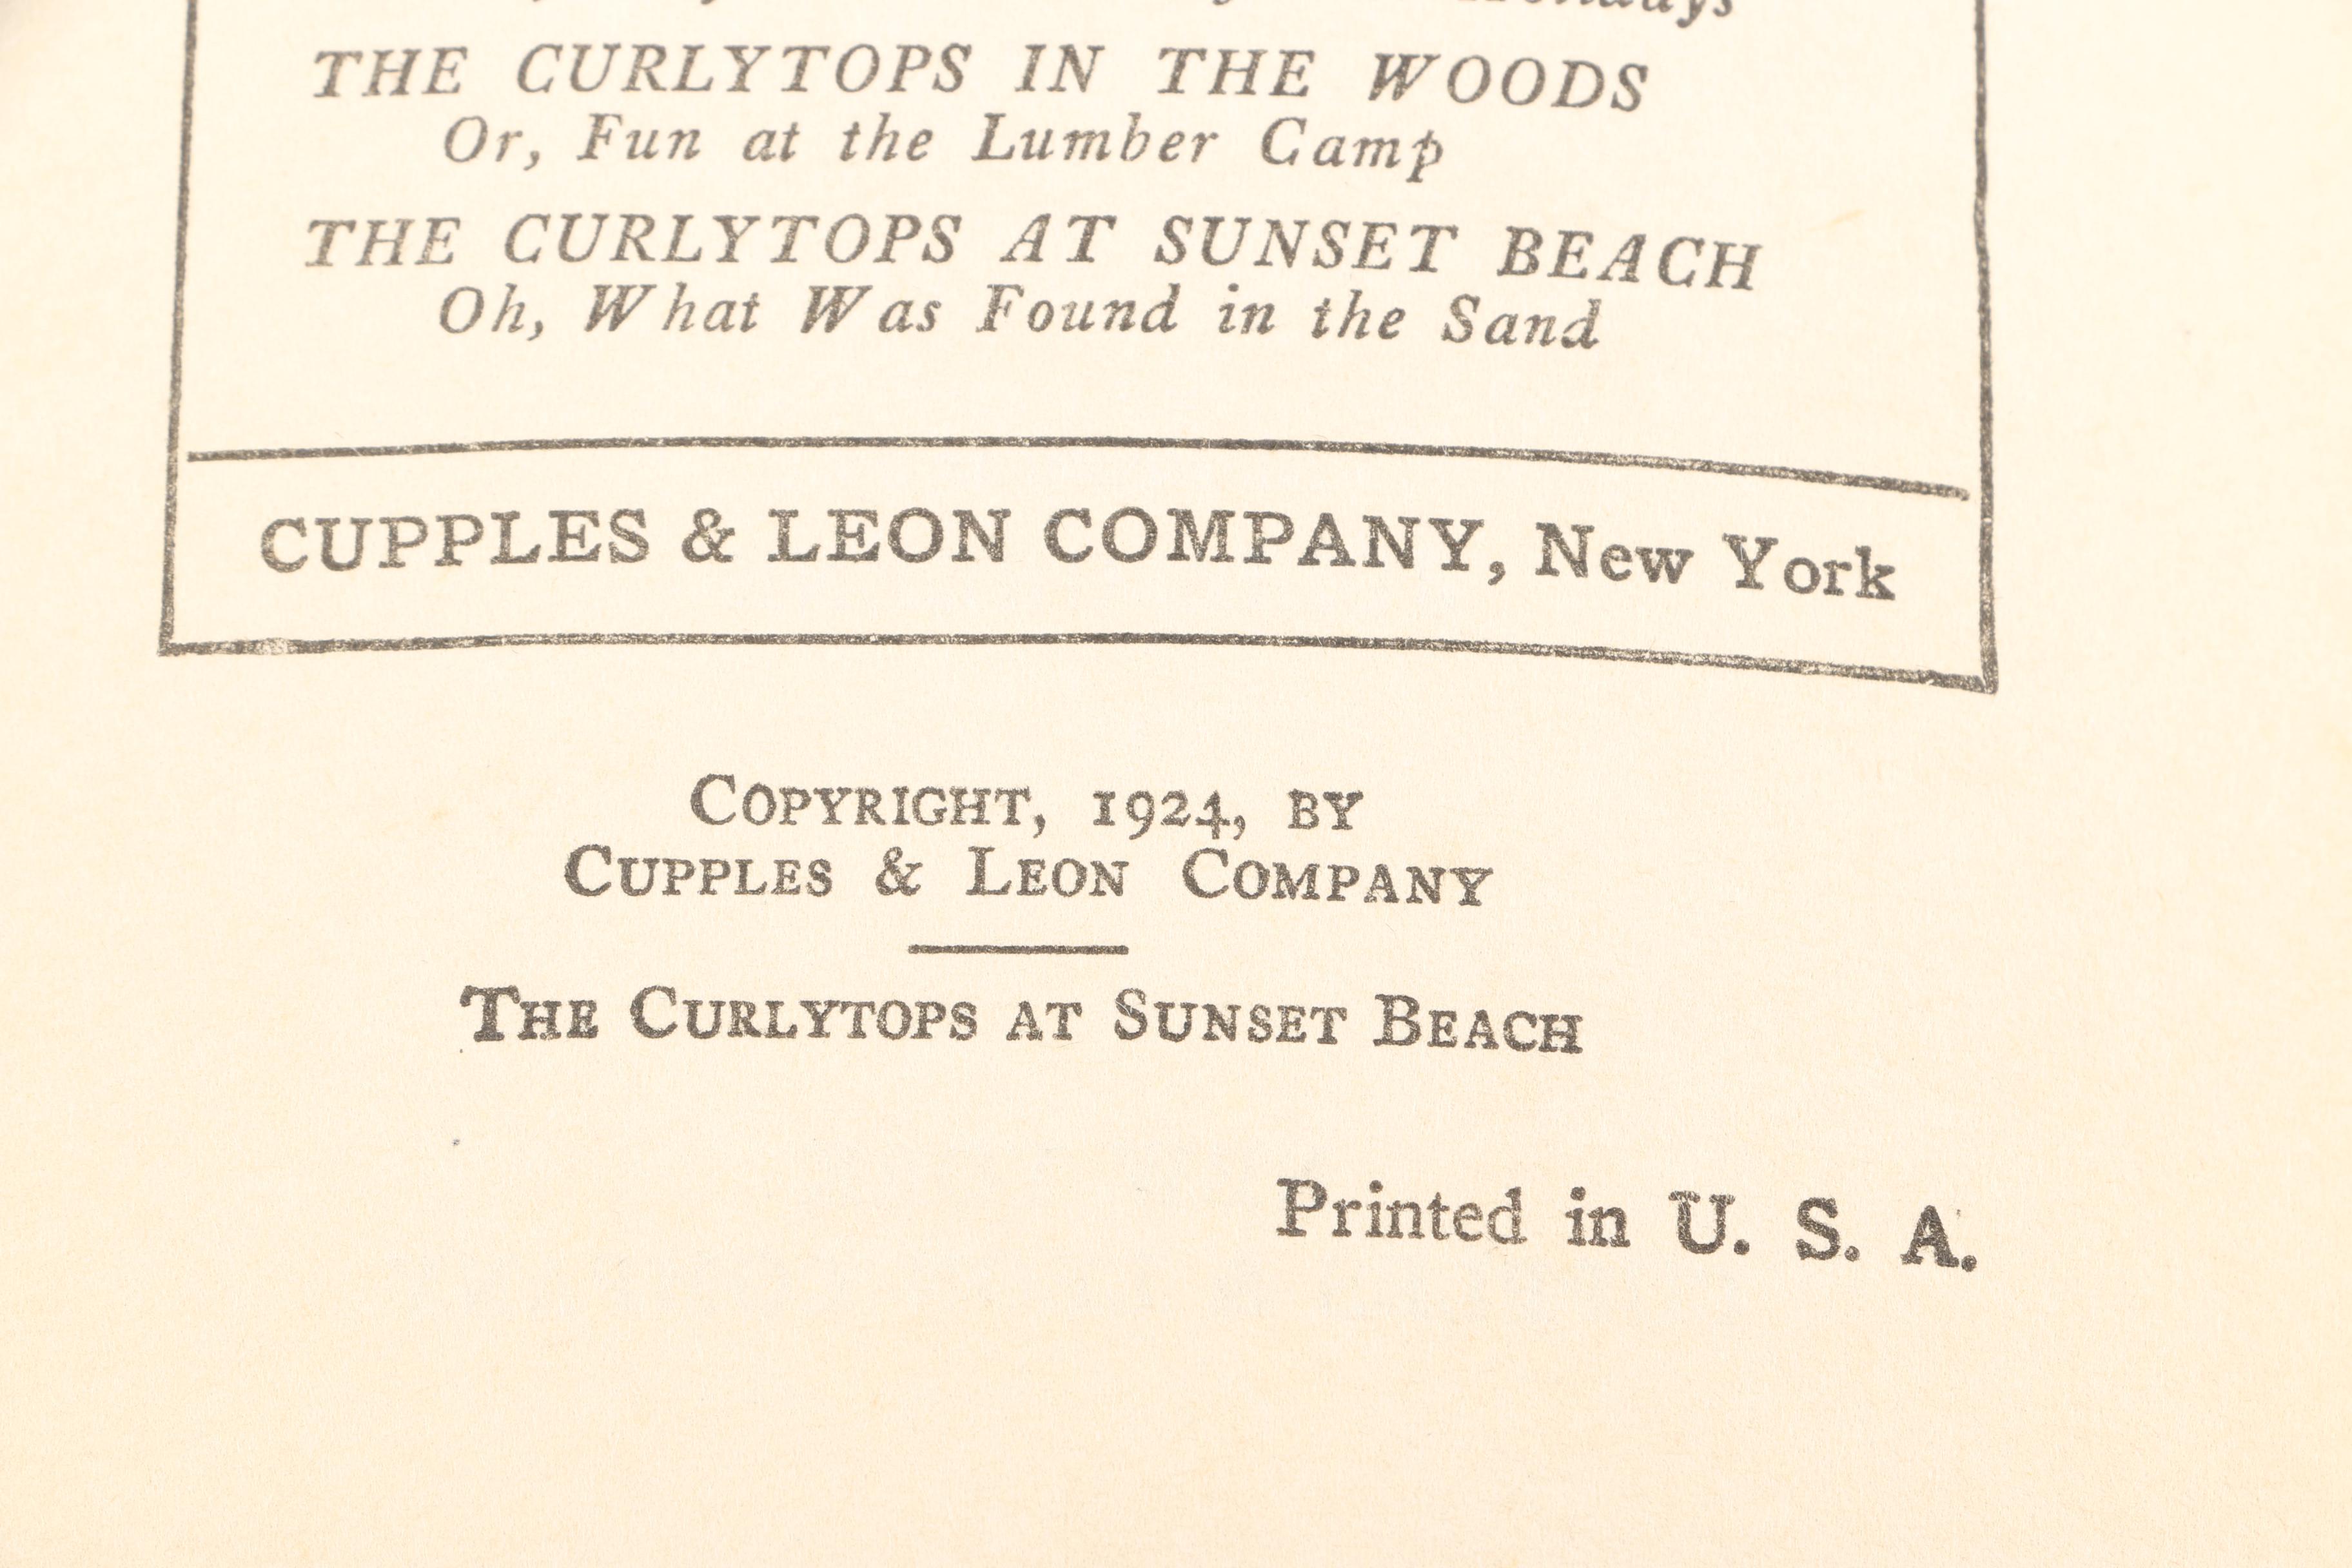 Holidays
THE CURLYTOPS IN THE WOODS
Or, Fun at the Lumber Camp
THE CURLYTOPS AT SUNSET BEACH
Oh, What Was Found in the Sand
CUPPLES & LEON COMPANY, New York
COPYRIGHT, 1924, BY
CUPPLES & LEON COMPANY
THE CURLYTOPS AT SUNSET BEACH
Printed in U. S. A.